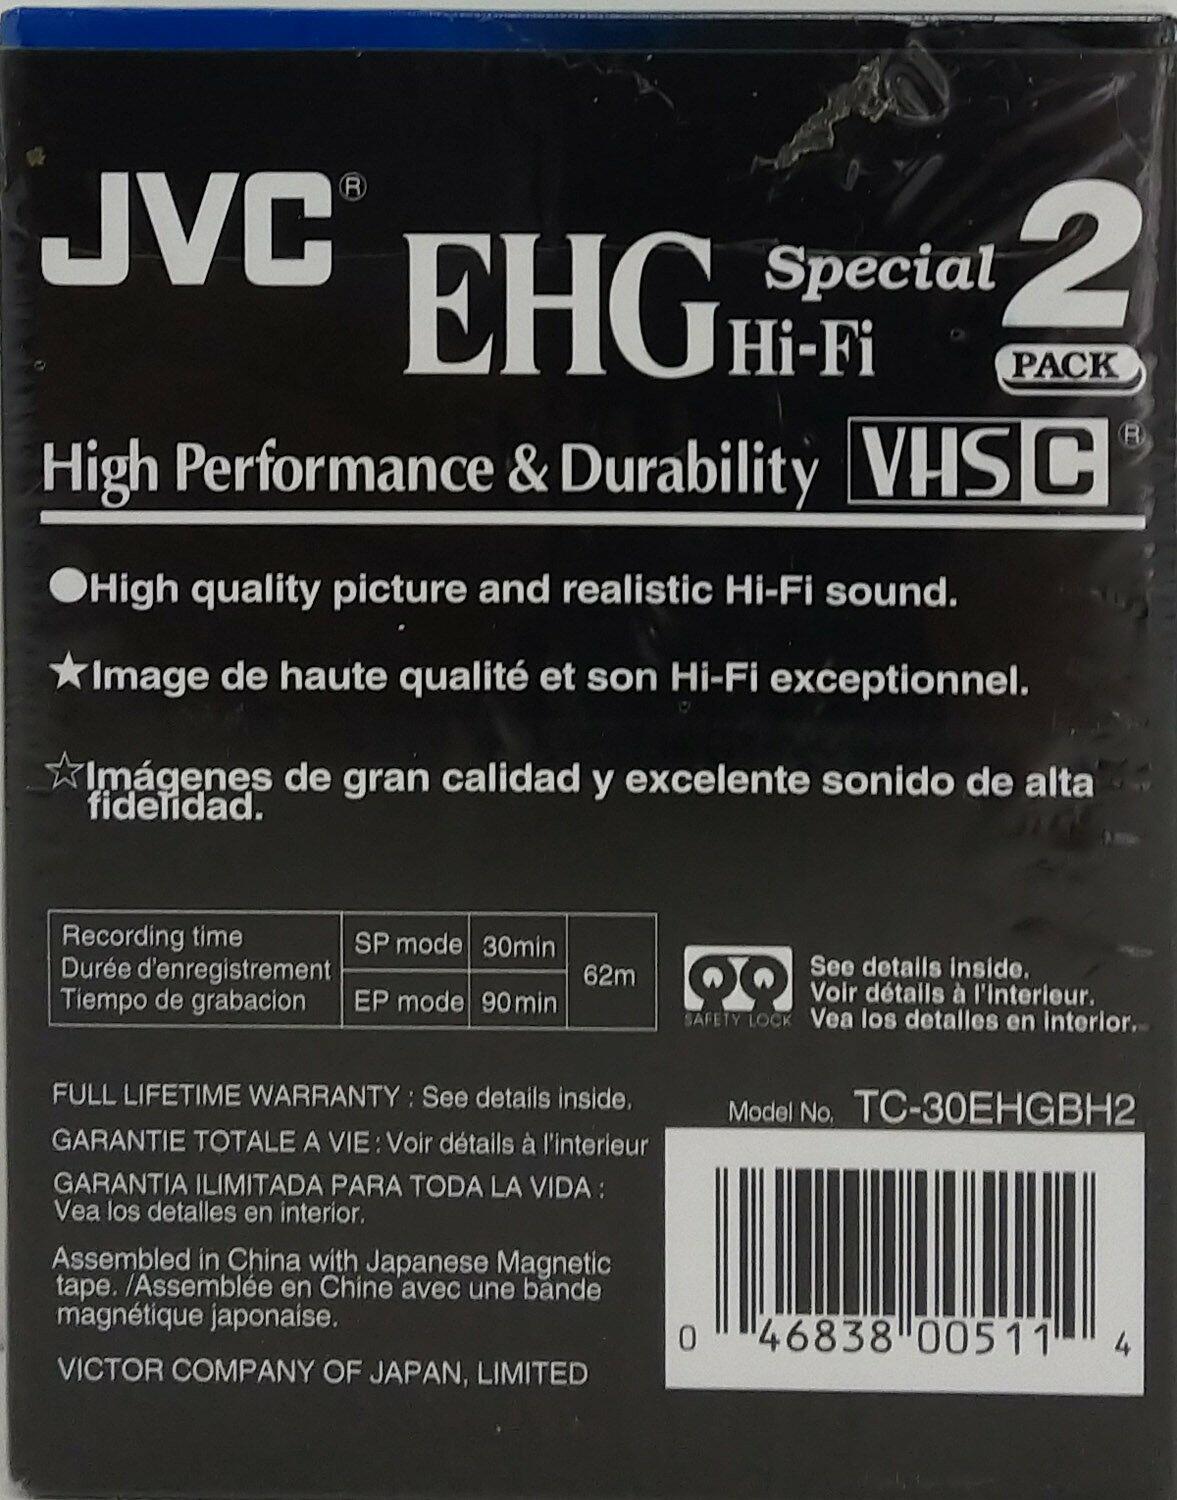 JVC®
EHG Special
Hi-Fi
2
PACK
High Performance & Durability VHS C ®
●High quality picture and realistic Hi-Fi sound.
★Image de haute qualité et son Hi-Fi exceptionnel.
☆Imágenes de gran calidad y excelente sonido de alta
fidelidad.
Recording time
Durée d'enregistrement
Tiempo de grabacion
SP mode 30min
EP mode 90min
62m
SAFETY LOCK
See details inside.
Voir détails à l'interieur.
Vea los detalles en interior.
FULL LIFETIME WARRANTY : See details inside.
GARANTIE TOTALE A VIE : Voir détails à l'interieur
GARANTIA ILIMITADA PARA TODA LA VIDA :
Vea los detalles en interior.
Assembled in China with Japanese Magnetic
tape. /Assemblée en Chine avec une bande
magnétique japonaise.
VICTOR COMPANY OF JAPAN, LIMITED
Model No. TC-30EHGBH2
0 46838 00511 4